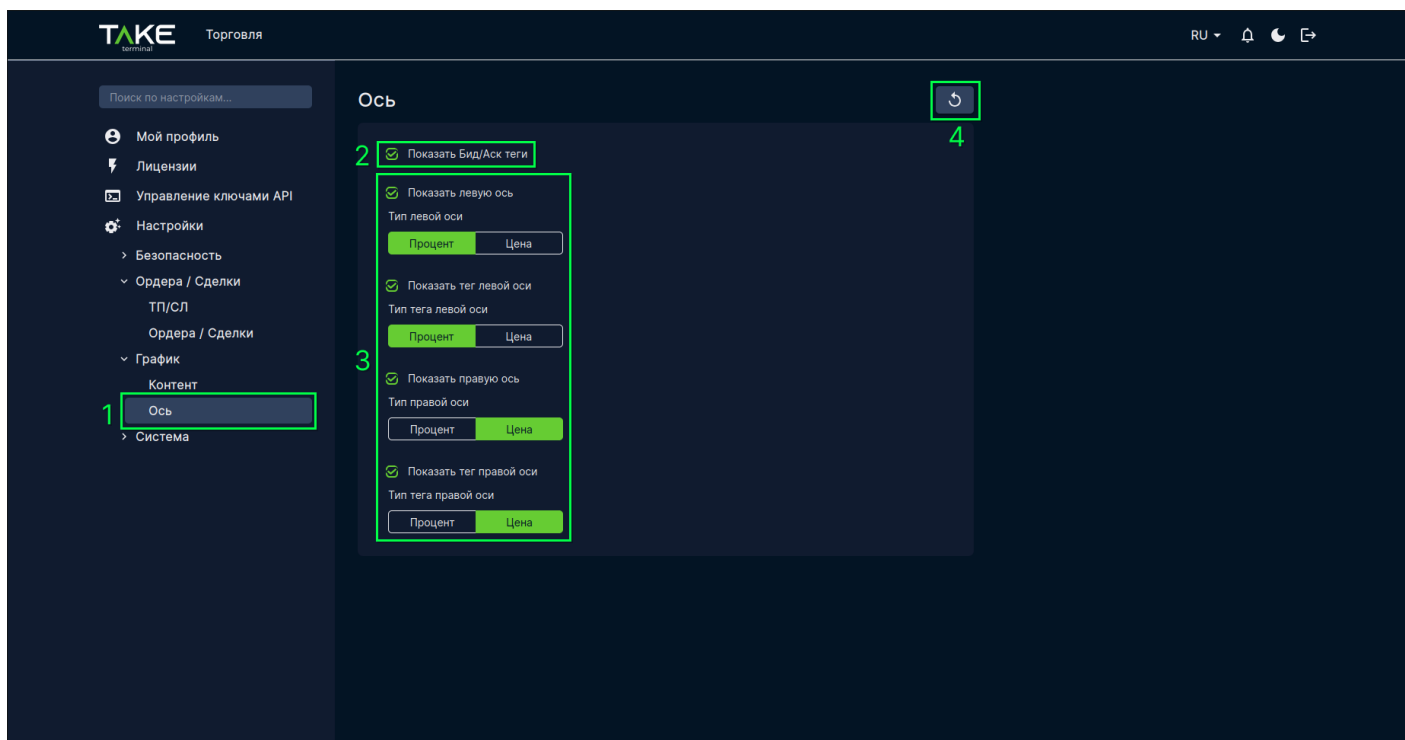 TAKE
terminal
Торговля
RU
Поиск по настройкам...
Мой профиль
Лицензии
Управление ключами API
Настройки
Безопасность
Ордера / Сделки
ТП/СЛ
Ордера / Сделки
График
Контент
1
Ось
Система
Ось
4
2
Показать Бид/Аск теги
3
Показать левую ось
Тип левой оси
Процент Цена
Показать тег левой оси
Тип тега левой оси
Процент Цена
Показать правую ось
Тип правой оси
Процент Цена
Показать тег правой оси
Тип тега правой оси
Процент Цена